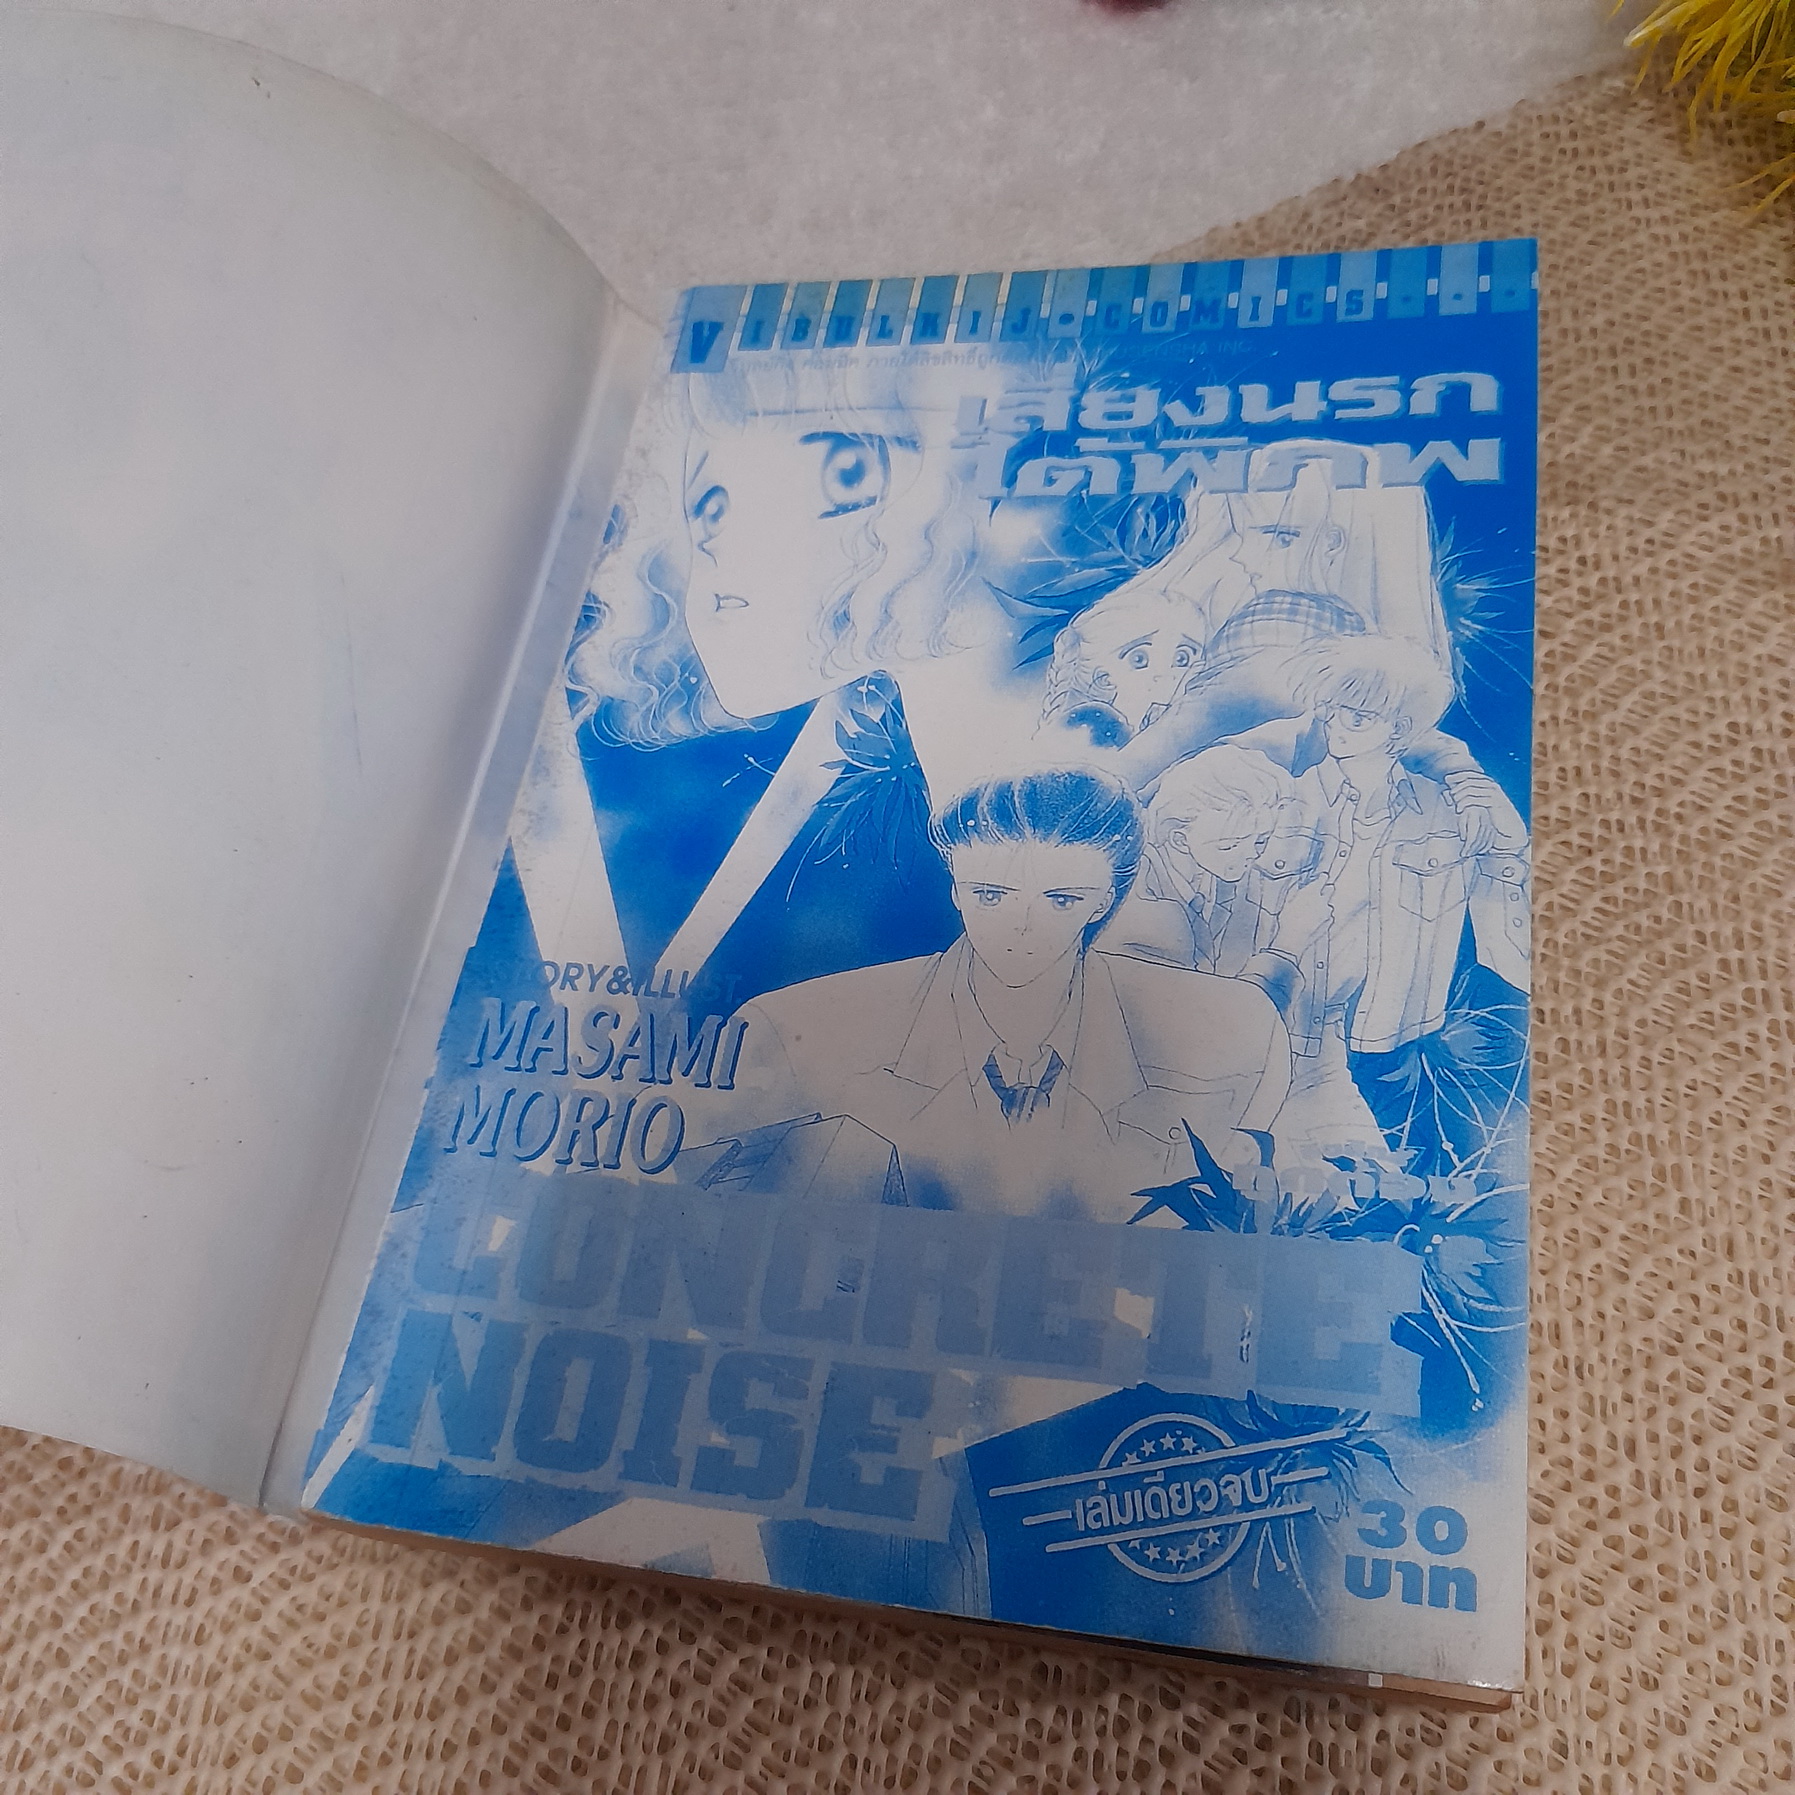 VIBULKIJ•COMICS...
เสียงนรก
ใต้พิภพ
STORY&ILLUST.
MASAMI
MORIO
CONCRETE
NOISE
เล่มเดียวจบ
30
บาท